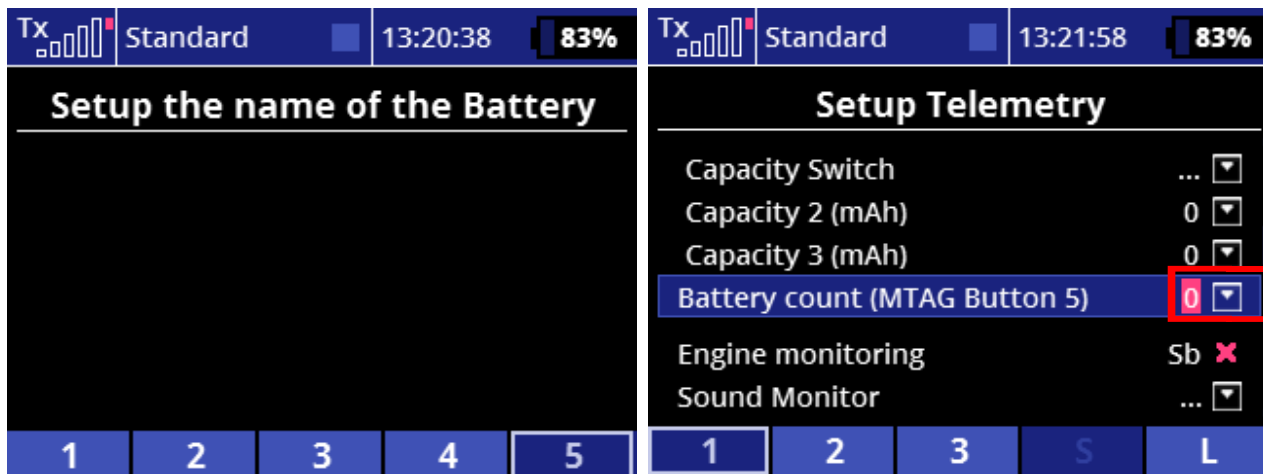 Tx Standard 13:20:38 83%
Setup the name of the Battery
1 2 3 4 5
Tx Standard 13:21:58 83%
Setup Telemetry
Capacity Switch ...
Capacity 2 (mAh) 0
Capacity 3 (mAh) 0
Battery count (MTAG Button 5) 0
Engine monitoring Sb
Sound Monitor ...
1 2 3 S L